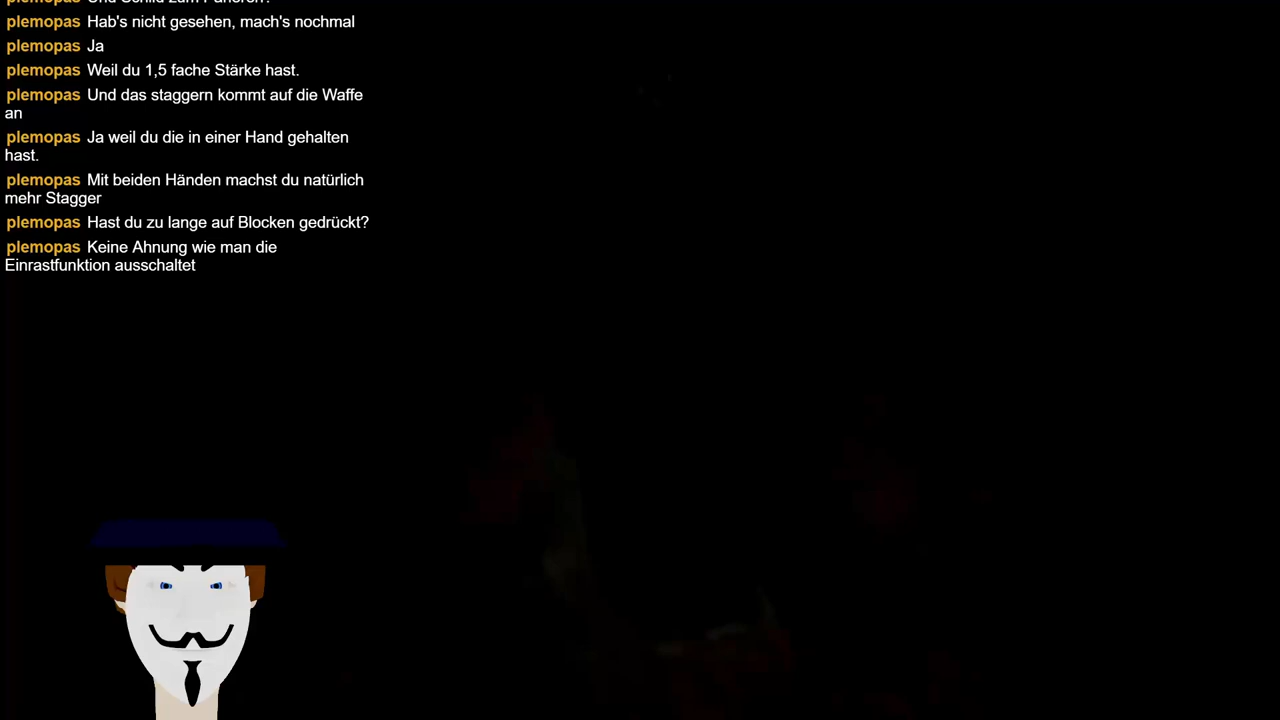 plemopas Hab's nicht gesehen, mach's nochmal
plemopas Ja
plemopas Weil du 1,5 fache Stärke hast.
plemopas Und das staggern kommt auf die Waffe
an
plemopas Ja weil du die in einer Hand gehalten
hast.
plemopas Mit beiden Händen machst du natürlich
mehr Stagger
plemopas Hast du zu lange auf Blocken gedrückt?
plemopas Keine Ahnung wie man die
Einrastfunktion ausschaltet